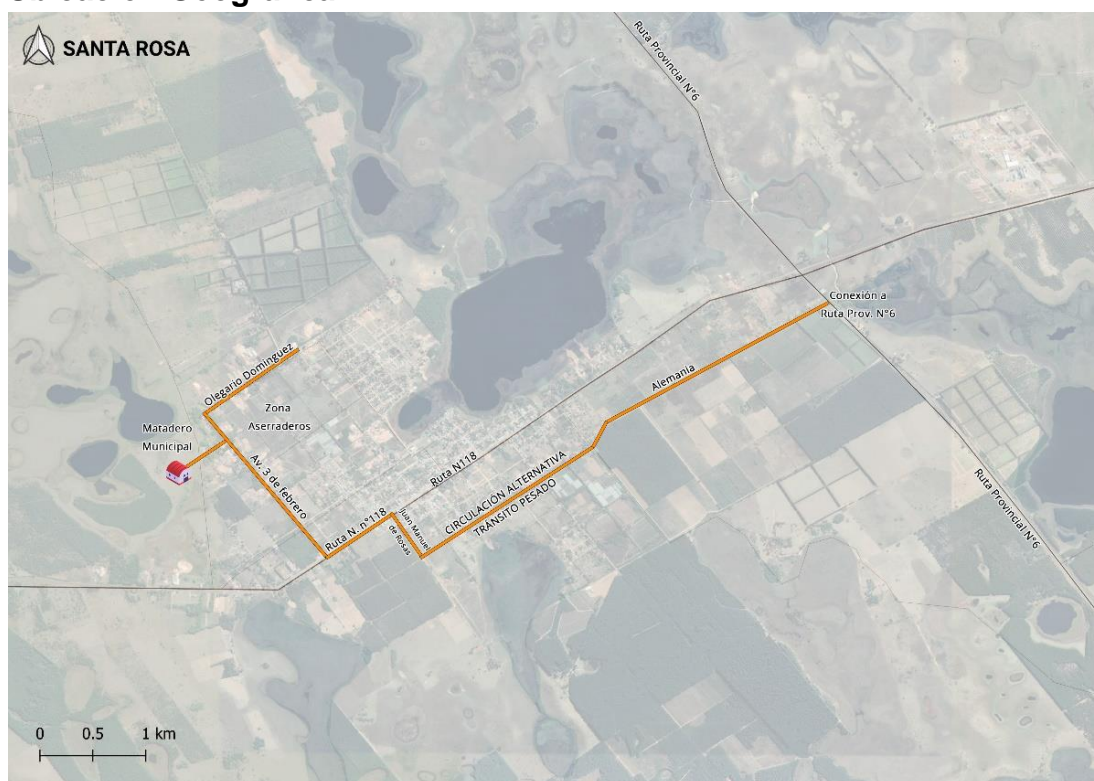 SANTA ROSA
Ruta Provincial N°6
Conexión a
Ruta Prov. N°6
Olegario Dominguez
Alemania
Zona
Aserraderos
Matadero
Municipal
Av. 3 de febrero
Ruta N118
CIRCULACIÓN ALTERNATIVA
TRÁNSITO PESADO
Ruta N. n°118
Juan Manuel
de Rosas
Ruta Provincial N°6
0 0.5 1 km